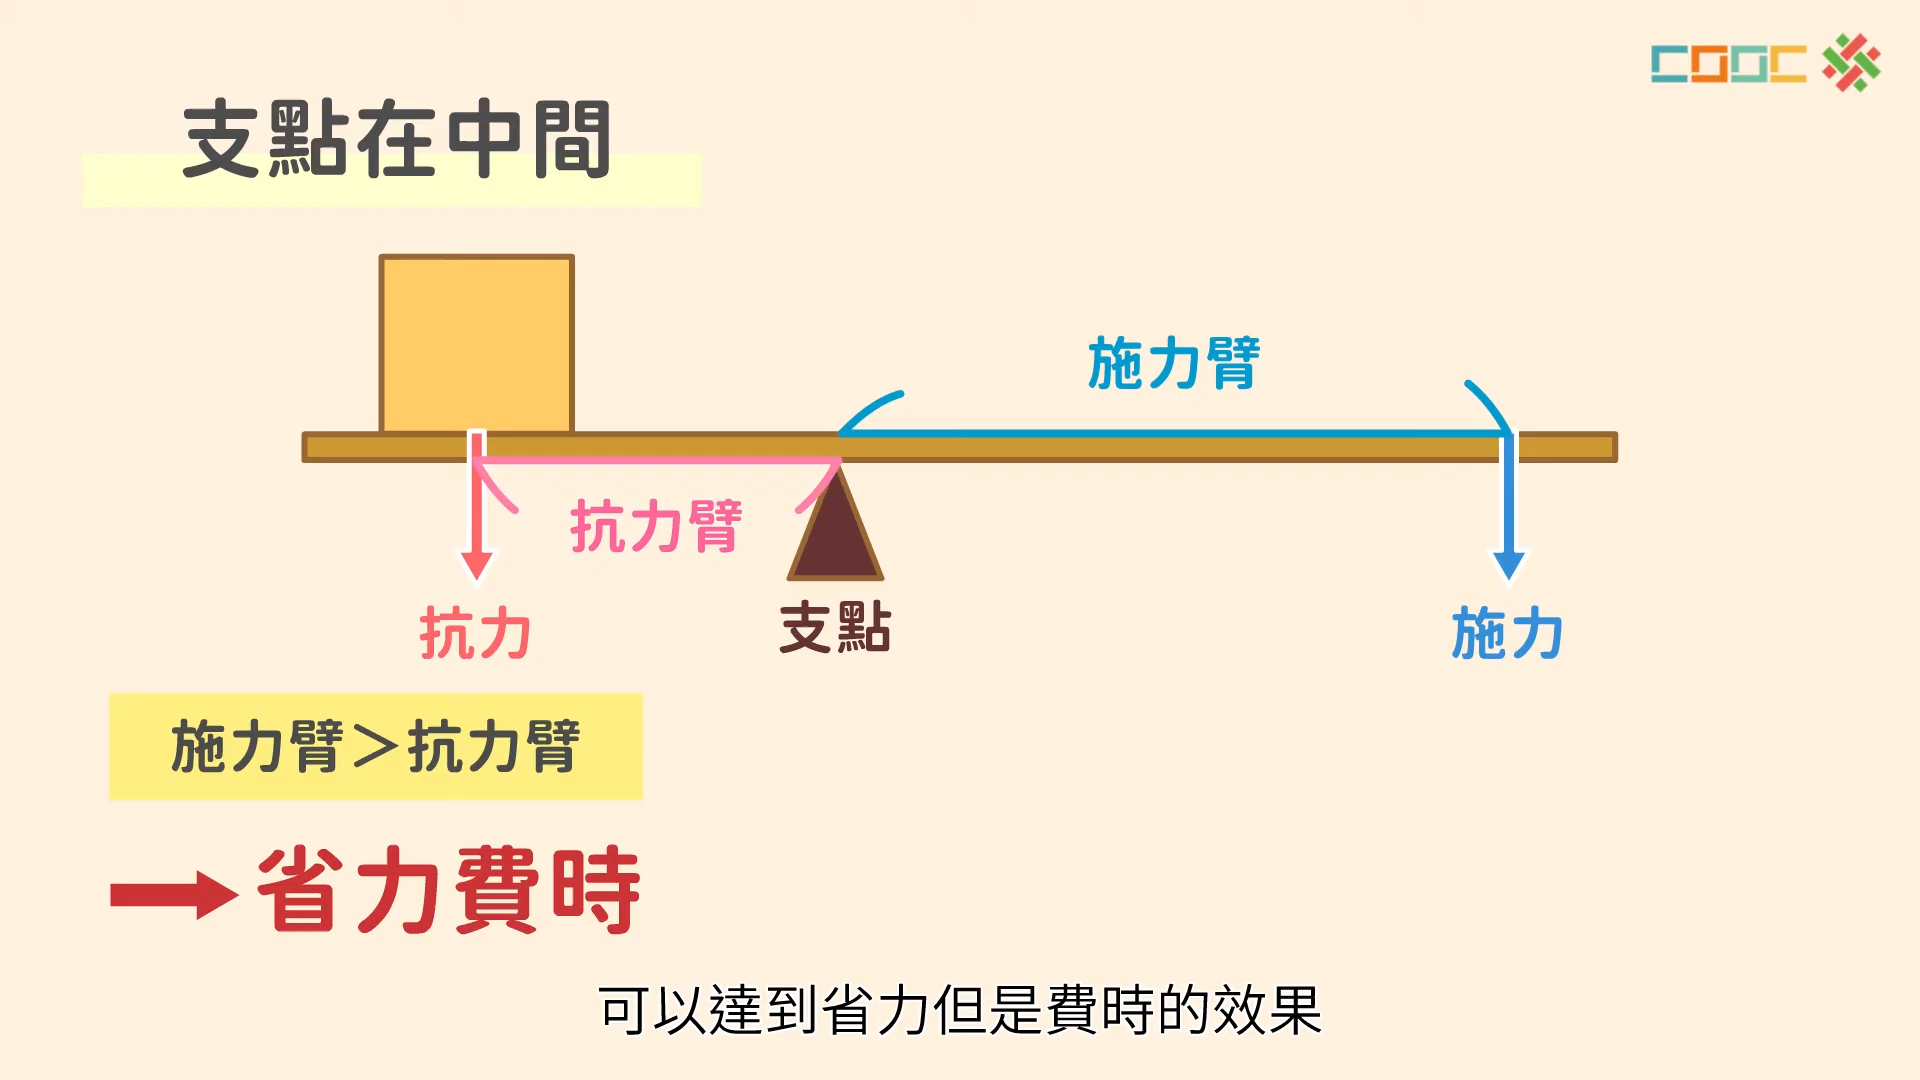 COOC
支點在中間
施力臂
抗力臂
抗力
支點
施力
施力臂＞抗力臂
省力費時
可以達到省力但是費時的效果